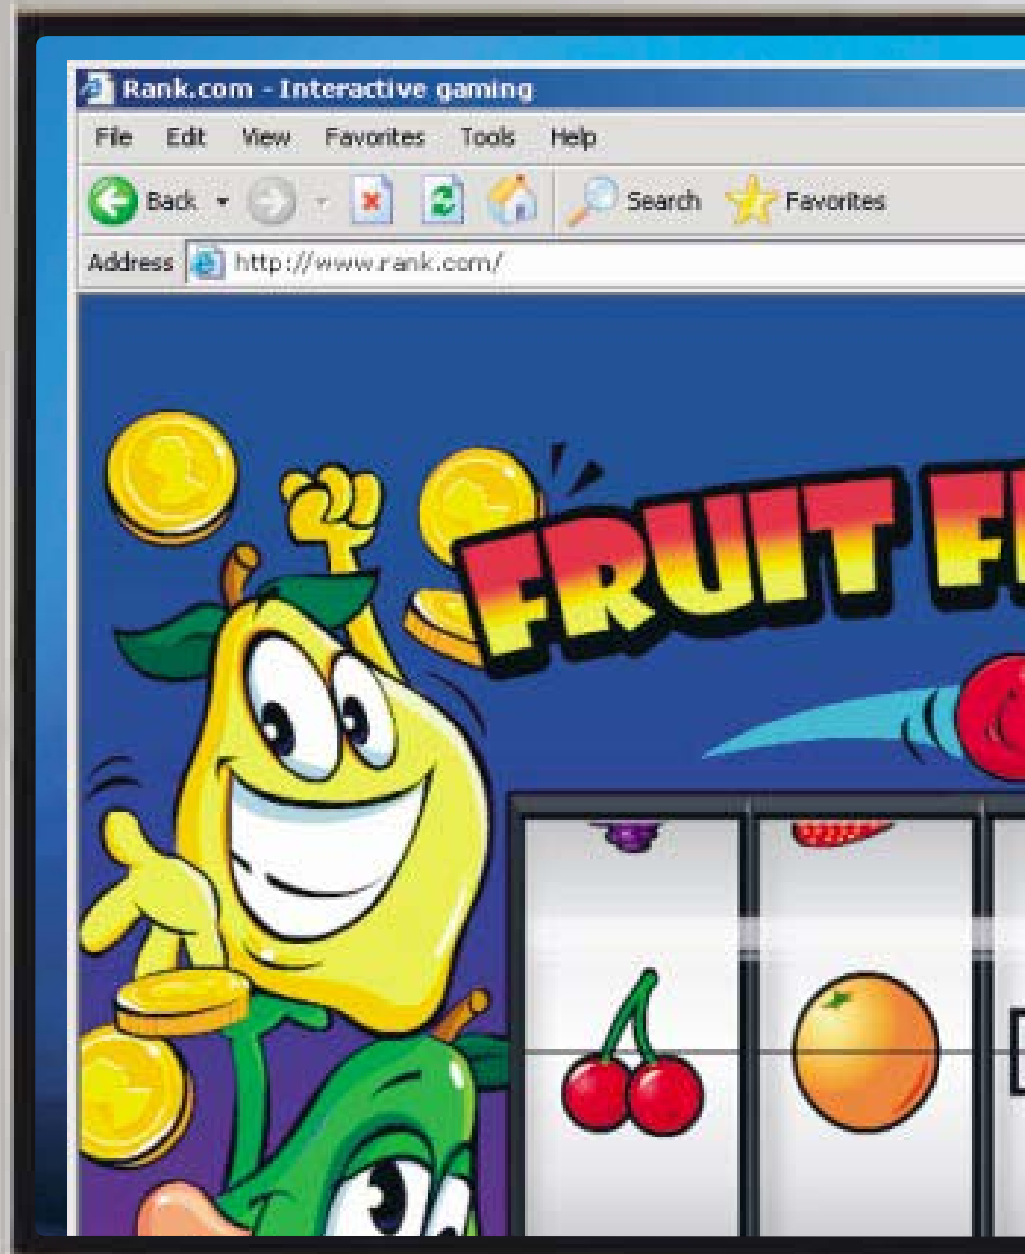 Rank.com - Interactive gaming
File Edit View Favorites Tools Help
Back Search Favorites
Address http://www.rank.com/
FRUIT